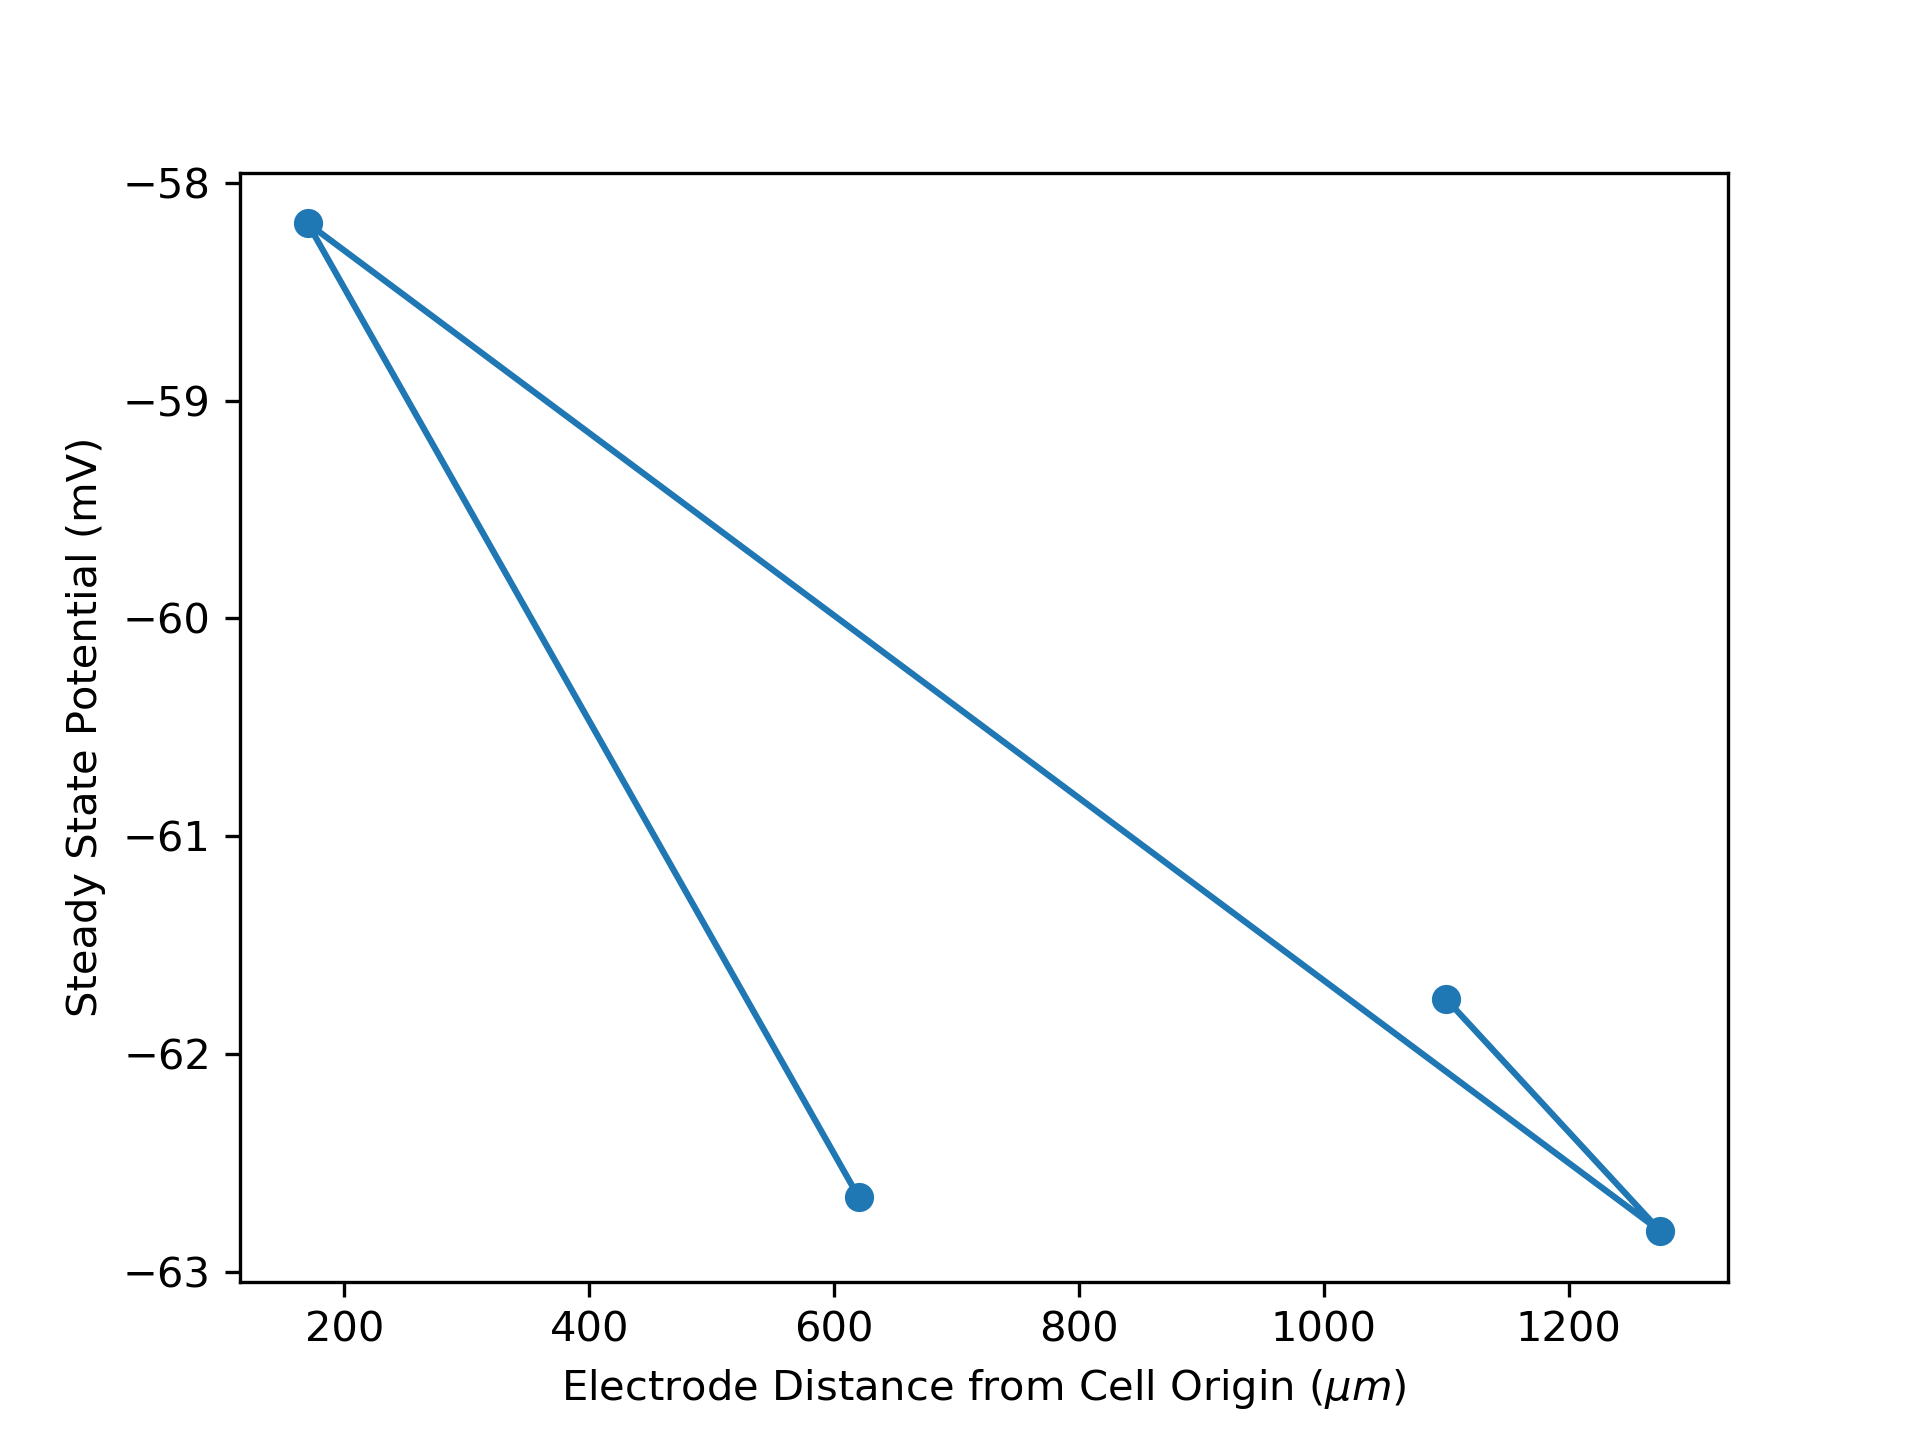 −58
−59
−60
−61
−62
−63
Steady State Potential (mV)
200 400 600 800 1000 1200
Electrode Distance from Cell Origin (μm)